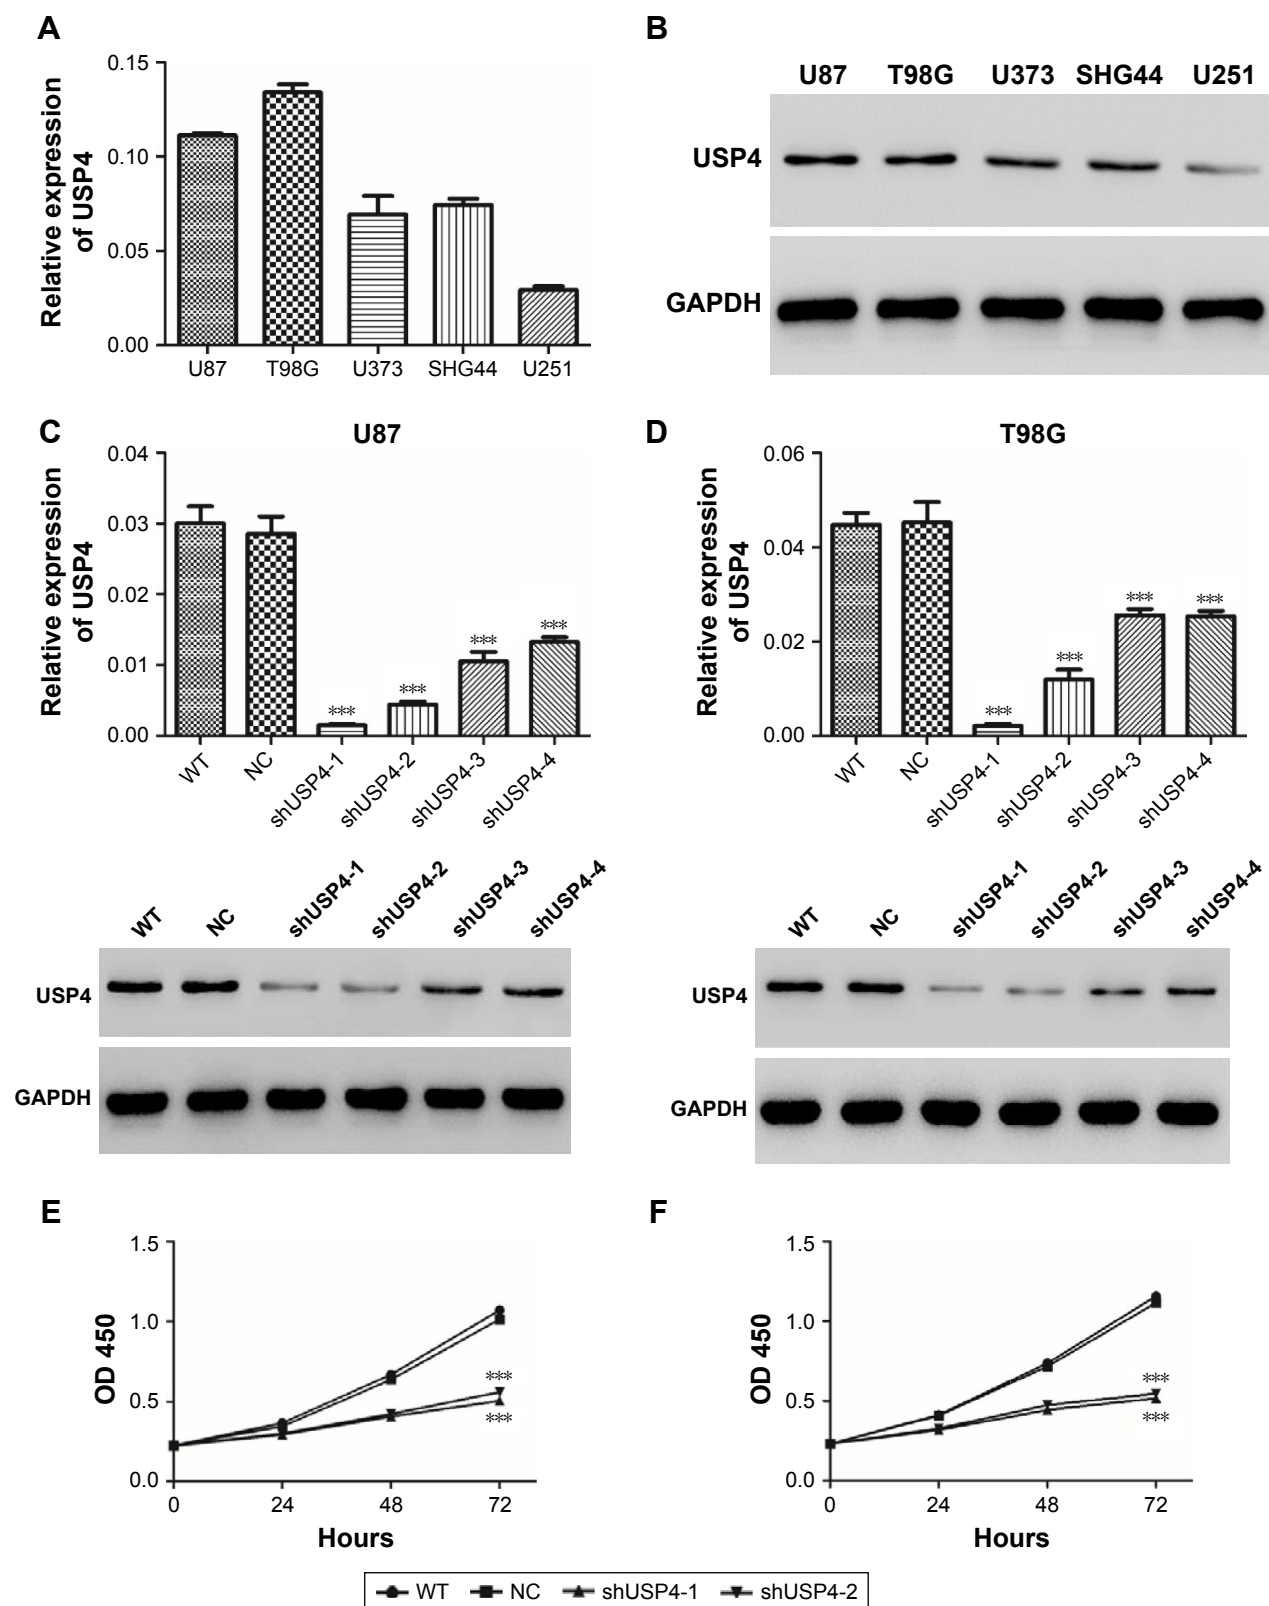 A
Relative expression
of USP4
0.15
0.10
0.05
0.00
U87 T98G U373 SHG44 U251
B
U87 T98G U373 SHG44 U251
USP4
GAPDH
C
U87
Relative expression
of USP4
0.04
0.03
0.02
0.01
0.00
*** *** *** ***
WT NC shUSP4-1 shUSP4-2 shUSP4-3 shUSP4-4
WT NC shUSP4-1 shUSP4-2 shUSP4-3 shUSP4-4
USP4
GAPDH
D
T98G
Relative expression
of USP4
0.06
0.04
0.02
0.00
*** *** *** ***
WT NC shUSP4-1 shUSP4-2 shUSP4-3 shUSP4-4
WT NC shUSP4-1 shUSP4-2 shUSP4-3 shUSP4-4
USP4
GAPDH
E
OD 450
1.5
1.0
0.5
0.0
***
***
0 24 48 72
Hours
F
OD 450
1.5
1.0
0.5
0.0
***
***
0 24 48 72
Hours
WT NC shUSP4-1 shUSP4-2